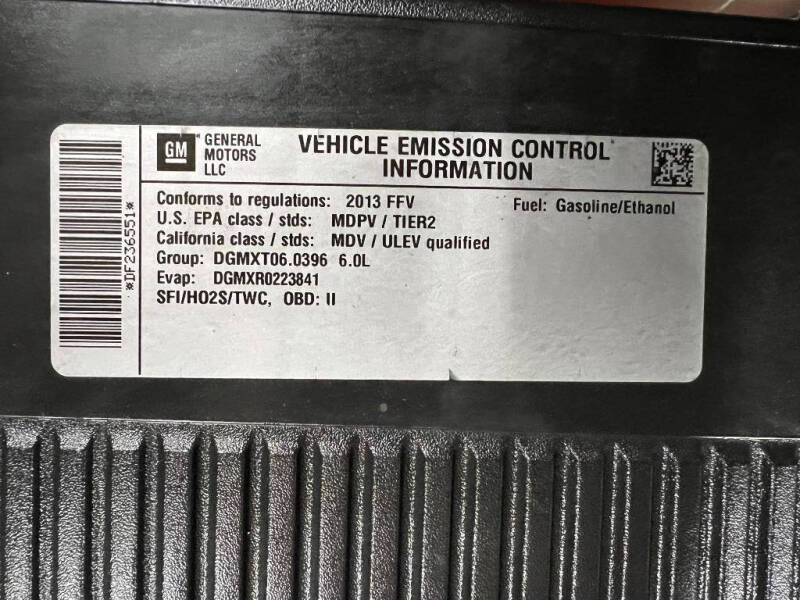 *DF236551*
GM
GENERAL
MOTORS
LLC
VEHICLE EMISSION CONTROL
INFORMATION
Conforms to regulations: 2013 FFV
Fuel: Gasoline/Ethanol
U.S. EPA class / stds: MDPV / TIER2
California class / stds: MDV / ULEV qualified
Group: DGMXT06.0396 6.0L
Evap: DGMXR0223841
SFI/HO2S/TWC, OBD: II